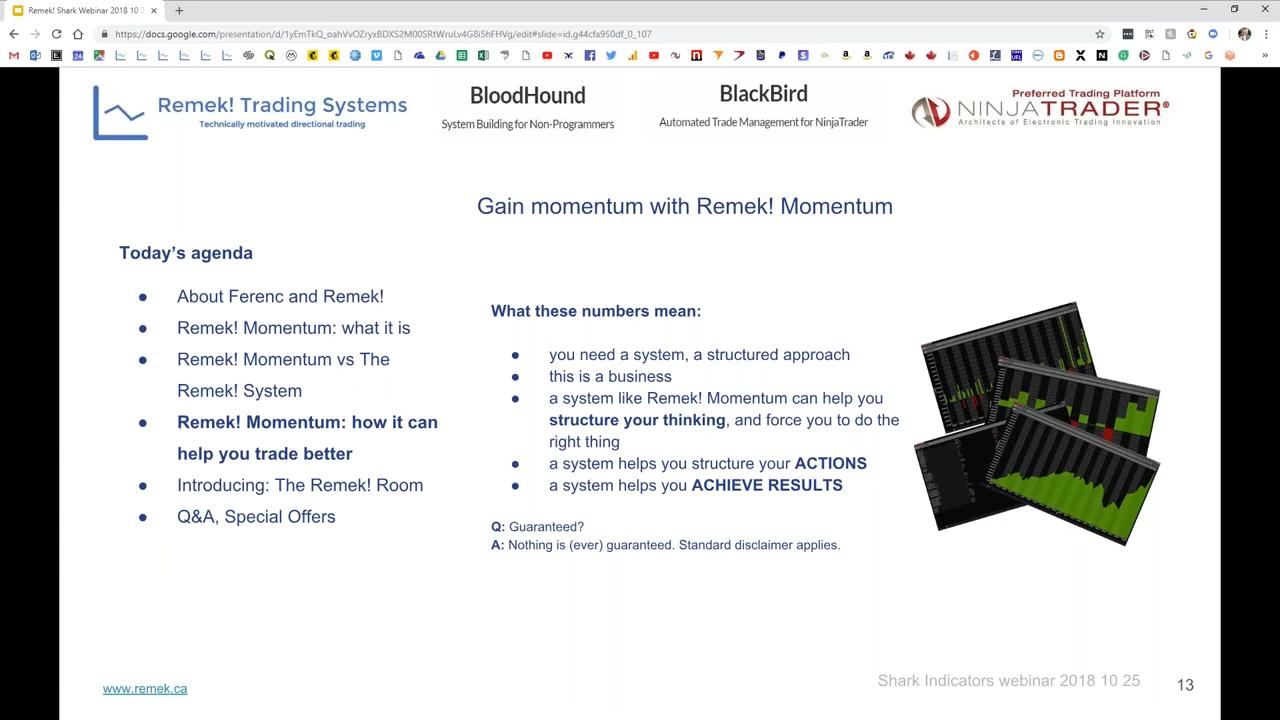 Remek! Shark Webinar 2018 10 2
https://docs.google.com/presentation/d/1yEmTkQ_oahVvOZryxBDXS2M00SRtWruLv4G8i5hFHVg/edit#slide=id.g44cfa950df_0_107
Remek! Trading Systems
Technically motivated directional trading
BloodHound
System Building for Non-Programmers
BlackBird
Automated Trade Management for NinjaTrader
Preferred Trading Platform
NINJATRADER®
Architects of Electronic Trading Innovation
Gain momentum with Remek! Momentum
Today’s agenda
● About Ferenc and Remek!
● Remek! Momentum: what it is
● Remek! Momentum vs The
Remek! System
● Remek! Momentum: how it can
help you trade better
● Introducing: The Remek! Room
● Q&A, Special Offers
What these numbers mean:
● you need a system, a structured approach
● this is a business
● a system like Remek! Momentum can help you
structure your thinking, and force you to do the
right thing
● a system helps you structure your ACTIONS
● a system helps you ACHIEVE RESULTS
Q: Guaranteed?
A: Nothing is (ever) guaranteed. Standard disclaimer applies.
www.remek.ca
Shark Indicators webinar 2018 10 25
13